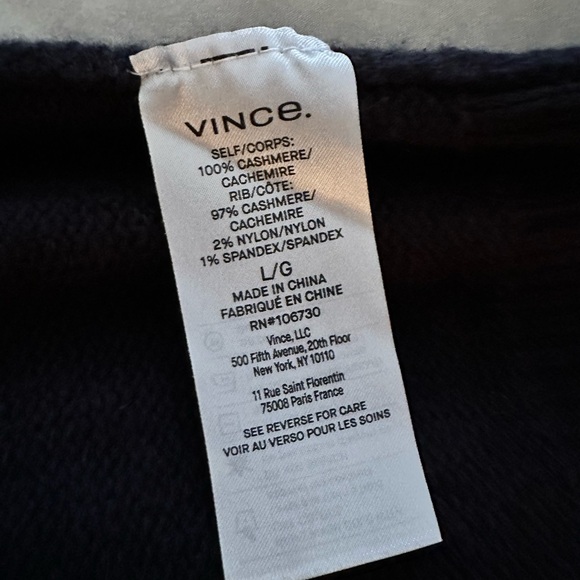 VINCe.
SELF/CORPS:
100% CASHMERE/
CACHEMIRE
RIB/CÔTE:
97% CASHMERE/
CACHEMIRE
2% NYLON/NYLON
1% SPANDEX/SPANDEX
L/G
MADE IN CHINA
FABRIQUÉ EN CHINE
RN#106730
Vince, LLC
500 Fifth Avenue, 20th Floor
New York, NY 10110
11 Rue Saint Florentin
75008 Paris France
SEE REVERSE FOR CARE
VOIR AU VERSO POUR LES SOINS